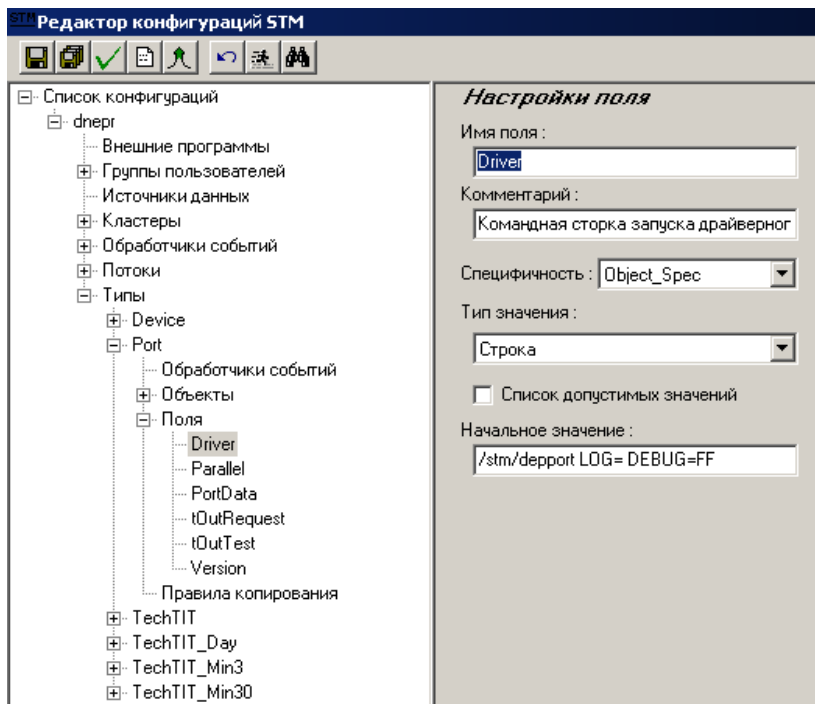 STM Редактор конфигураций STM
Список конфигураций
dnepr
Внешние программы
Группы пользователей
Источники данных
Кластеры
Обработчики событий
Потоки
Типы
Device
Port
Обработчики событий
Объекты
Поля
Driver
Parallel
PortData
tOutRequest
tOutTest
Version
Правила копирования
TechTIT
TechTIT_Day
TechTIT_Min3
TechTIT_Min30
Настройки поля
Имя поля :
Driver
Комментарий :
Командная сторка запуска драйверног
Специфичность : Object_Spec
Тип значения :
Строка
Список допустимых значений
Начальное значение :
/stm/depport LOG= DEBUG=FF